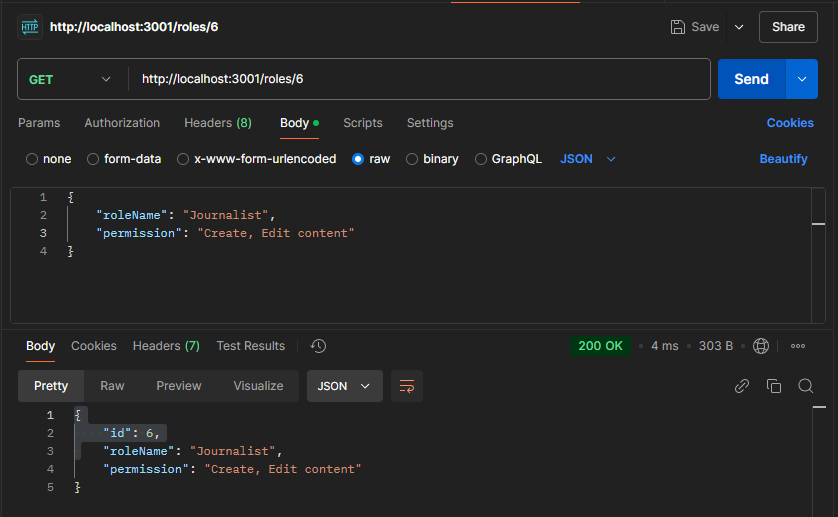 HTTP http://localhost:3001/roles/6 Save Share
GET http://localhost:3001/roles/6 Send
Params Authorization Headers (8) Body Scripts Settings Cookies
none form-data x-www-form-urlencoded raw binary GraphQL JSON Beautify
1 {
2 "roleName": "Journalist",
3 "permission": "Create, Edit content"
4 }
Body Cookies Headers (7) Test Results 200 OK • 4 ms • 303 B •
Pretty Raw Preview Visualize JSON
1 {
2 "id": 6,
3 "roleName": "Journalist",
4 "permission": "Create, Edit content"
5 }